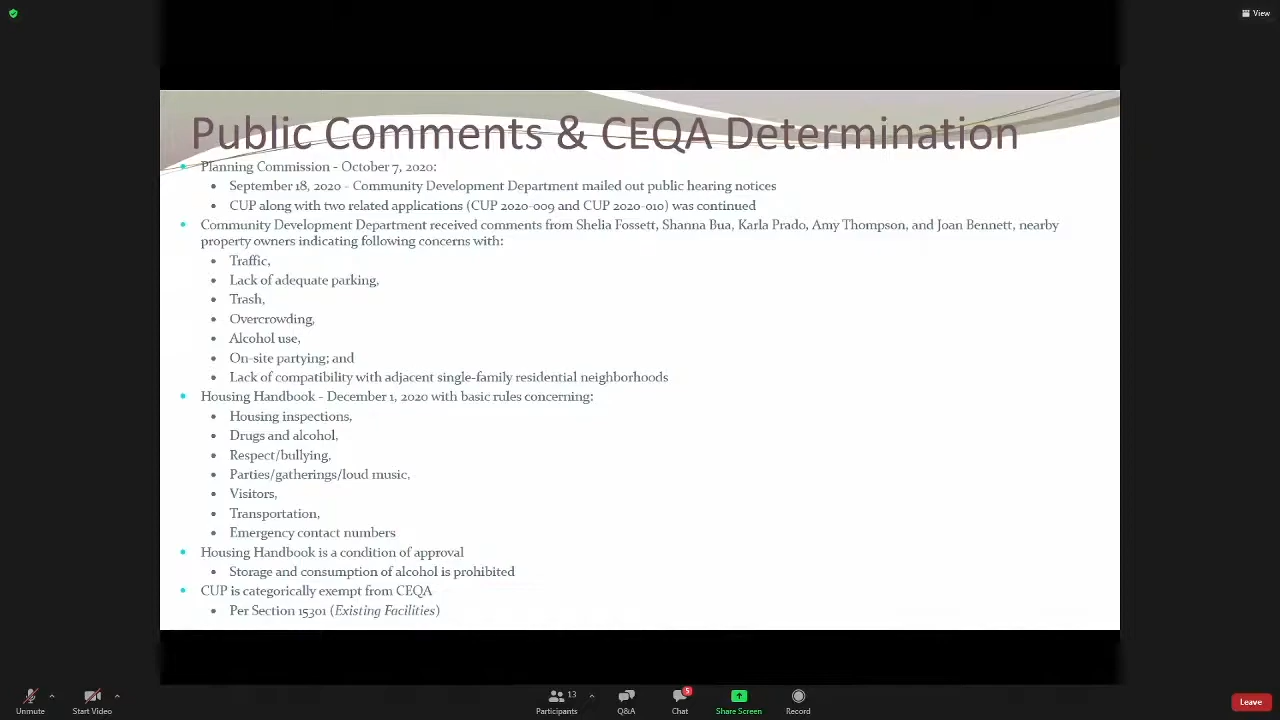 View
Public Comments & CEQA Determination
Planning Commission - October 7, 2020:
September 18, 2020 - Community Development Department mailed out public hearing notices
CUP along with two related applications (CUP 2020-009 and CUP 2020-010) was continued
Community Development Department received comments from Shelia Fossett, Shanna Bua, Karla Prado, Amy Thompson, and Joan Bennett, nearby
property owners indicating following concerns with:
Traffic,
Lack of adequate parking,
Trash,
Overcrowding,
Alcohol use,
On-site partying; and
Lack of compatibility with adjacent single-family residential neighborhoods
Housing Handbook - December 1, 2020 with basic rules concerning:
Housing inspections,
Drugs and alcohol,
Respect/bullying,
Parties/gatherings/loud music,
Visitors,
Transportation,
Emergency contact numbers
Housing Handbook is a condition of approval
Storage and consumption of alcohol is prohibited
CUP is categorically exempt from CEQA
Per Section 15301 (Existing Facilities)
13
5
Unmute
Start Video
Participants
Q&A
Chat
Share Screen
Record
Leave